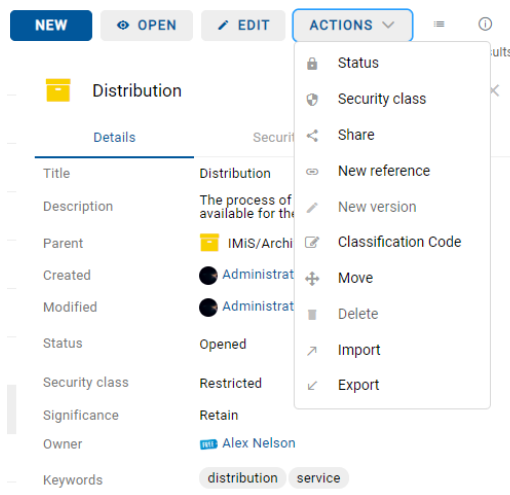 NEW
OPEN
EDIT
ACTIONS
Distribution
Details
Title
Distribution
Description
The process of
available for the
Parent
IMiS/Archi
Created
Administrat
Modified
Administrat
Status
Opened
Security class
Restricted
Significance
Retain
Owner
Alex Nelson
Keywords
distribution
service
Securit
Status
Security class
Share
New reference
New version
Classification Code
Move
Delete
Import
Export